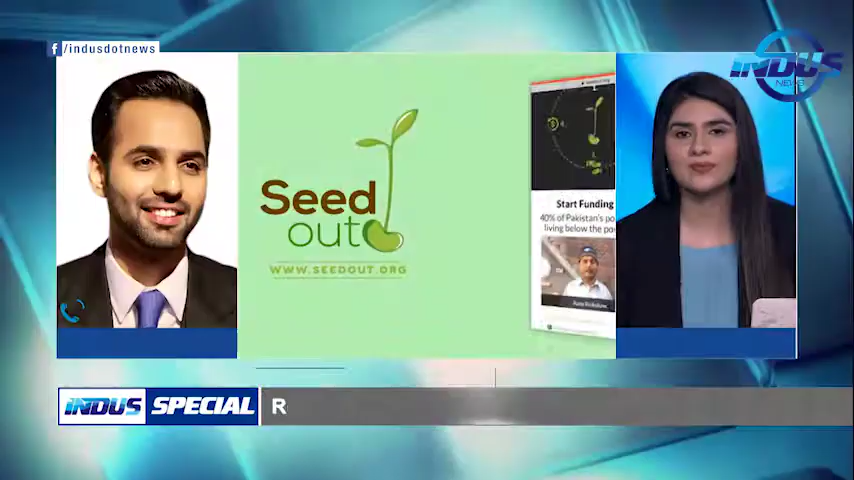 f/indusdotnews
INDUS
NEWS
Seed
out
WWW.SEEDOUT.ORG
Start Funding
40% of Pakistan's po
living below the po
INDUS SPECIAL
R